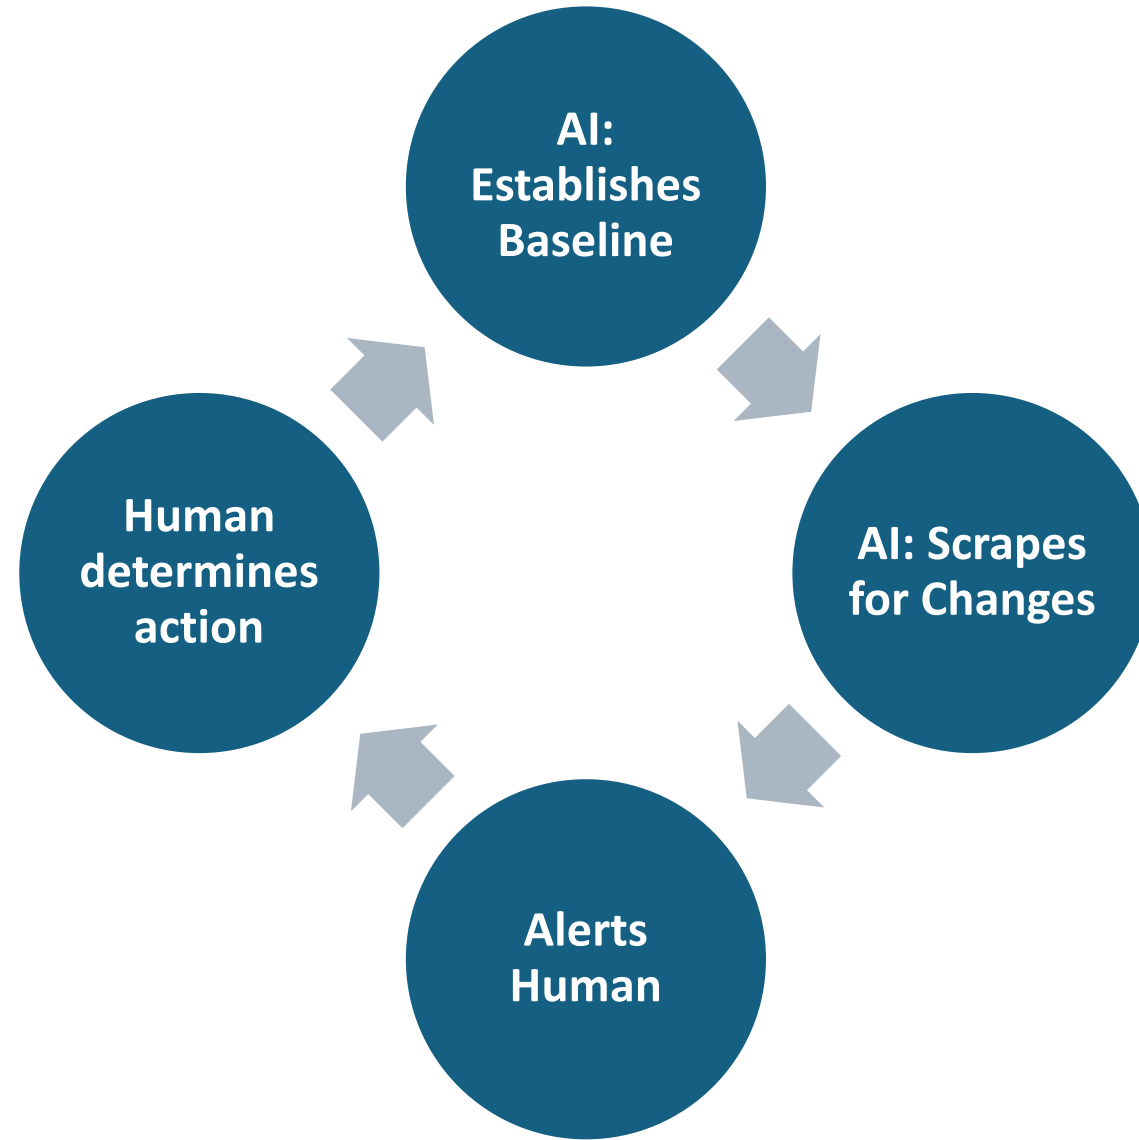 AI:
Establishes
Baseline
AI: Scrapes
for Changes
Alerts
Human
Human
determines
action